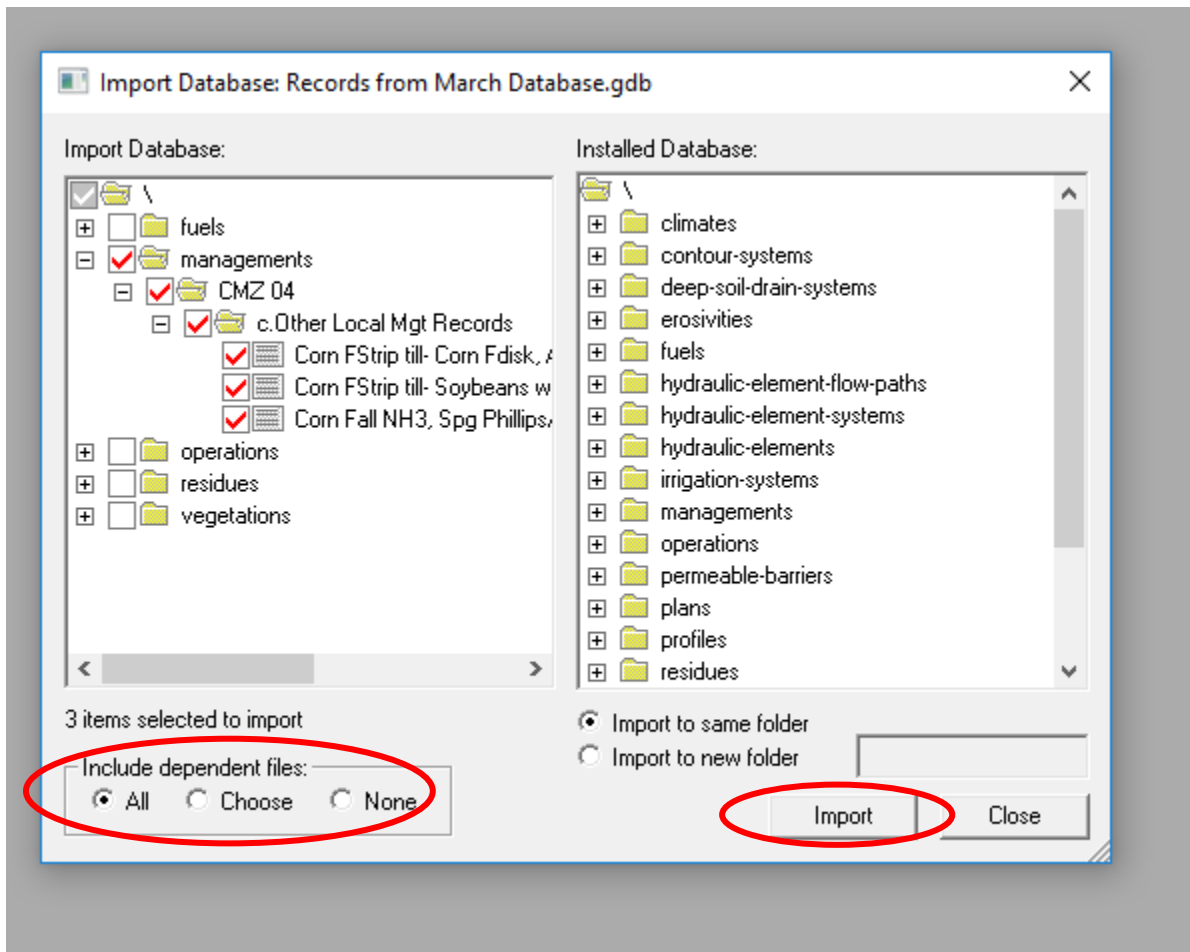 Import Database: Records from March Database.gdb
Import Database:
\
fuels
managements
CMZ 04
c.Other Local Mgt Records
Corn FStrip till- Corn Fdisk,
Corn FStrip till- Soybeans w
Corn Fall NH3, Spg Phillips
operations
residues
vegetations
3 items selected to import
Include dependent files:
All Choose None
Installed Database:
\
climates
contour-systems
deep-soil-drain-systems
erosivities
fuels
hydraulic-element-flow-paths
hydraulic-element-systems
hydraulic-elements
irrigation-systems
managements
operations
permeable-barriers
plans
profiles
residues
Import to same folder
Import to new folder
Import Close